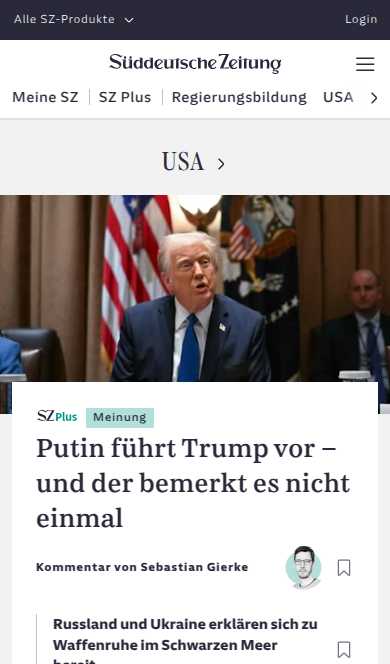 Alle SZ-Produkte
Login
Süddeutsche Zeitung
Meine SZ
SZ Plus
Regierungsbildung
USA
USA
SZ Plus
Meinung
Putin führt Trump vor –
und der bemerkt es nicht
einmal
Kommentar von Sebastian Gierke
Russland und Ukraine erklären sich zu
Waffenruhe im Schwarzen Meer
bereit